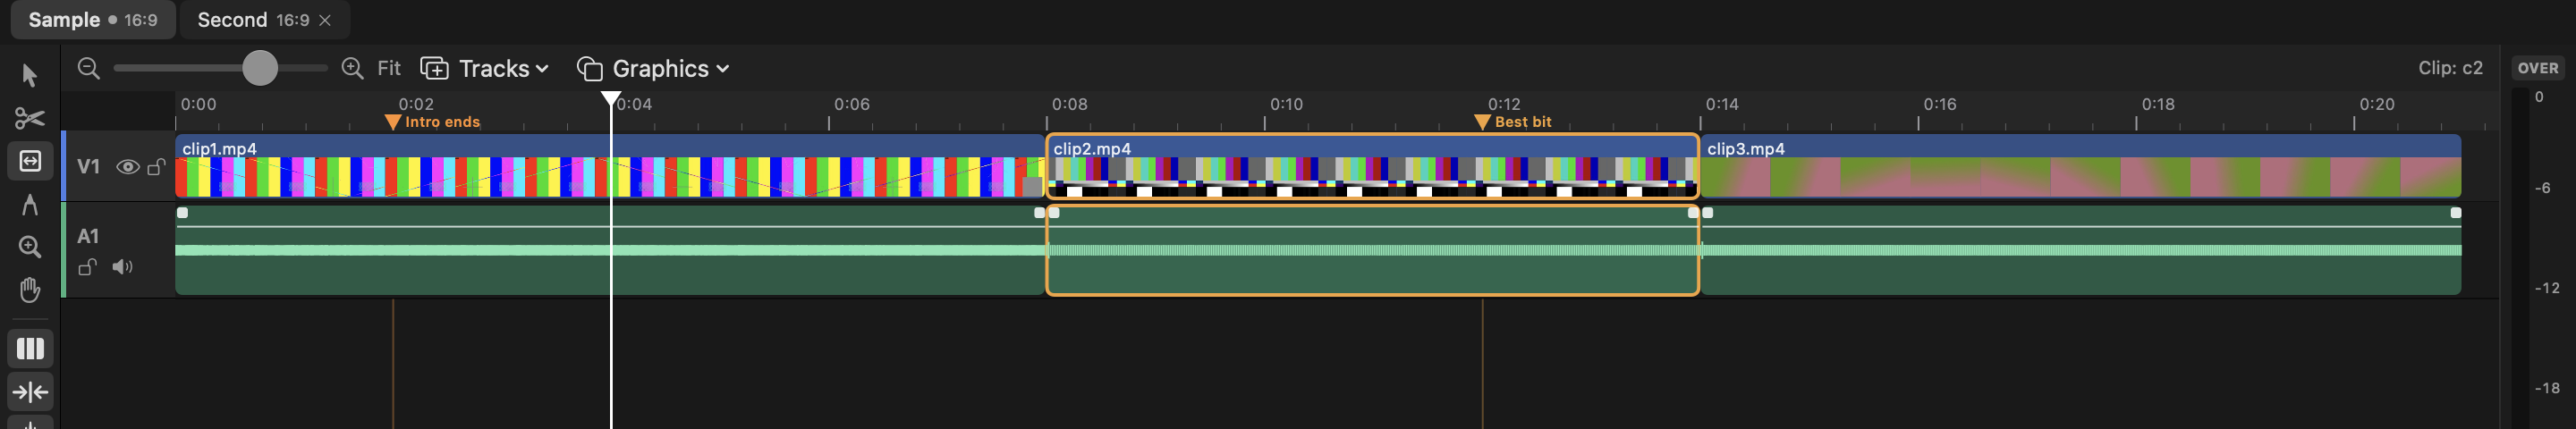 Sample 16:9 Second 16:9
Fit Tracks Graphics Clip: c2 OVER
0:00 0:02 0:04 0:06 0:08 0:10 0:12 0:14 0:16 0:18 0:20 0
Intro ends Best bit
clip1.mp4 clip2.mp4 clip3.mp4
V1
-6
A1
-12
-18